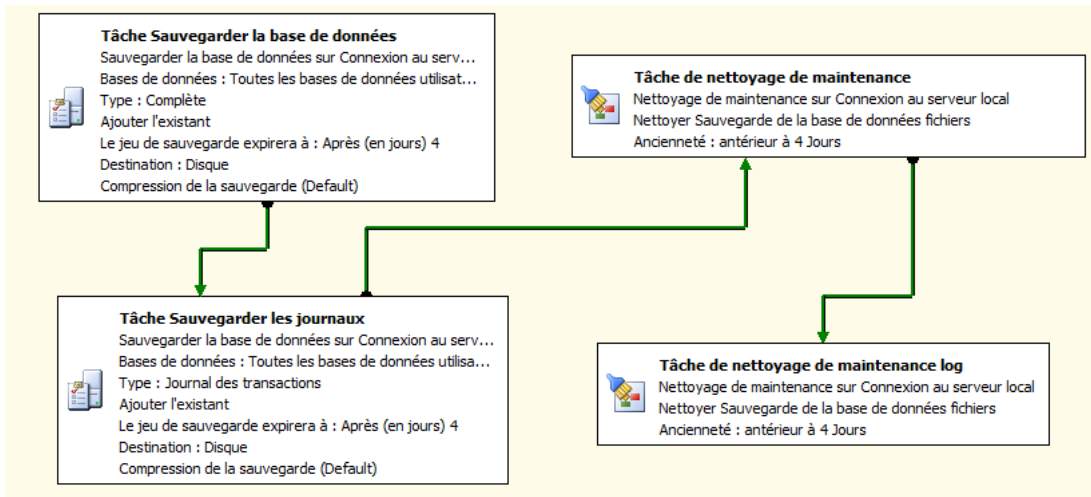 Tâche Sauvegarder la base de données
Sauvegarder la base de données sur Connexion au serv...
Bases de données : Toutes les bases de données utilisat...
Type : Complète
Ajouter l'existant
Le jeu de sauvegarde expirera à : Après (en jours) 4
Destination : Disque
Compression de la sauvegarde (Default)
Tâche Sauvegarder les journaux
Sauvegarder la base de données sur Connexion au serv...
Bases de données : Toutes les bases de données utilisa...
Type : Journal des transactions
Ajouter l'existant
Le jeu de sauvegarde expirera à : Après (en jours) 4
Destination : Disque
Compression de la sauvegarde (Default)
Tâche de nettoyage de maintenance
Nettoyage de maintenance sur Connexion au serveur local
Nettoyer Sauvegarde de la base de données fichiers
Ancienneté : antérieur à 4 Jours
Tâche de nettoyage de maintenance log
Nettoyage de maintenance sur Connexion au serveur local
Nettoyer Sauvegarde de la base de données fichiers
Ancienneté : antérieur à 4 Jours